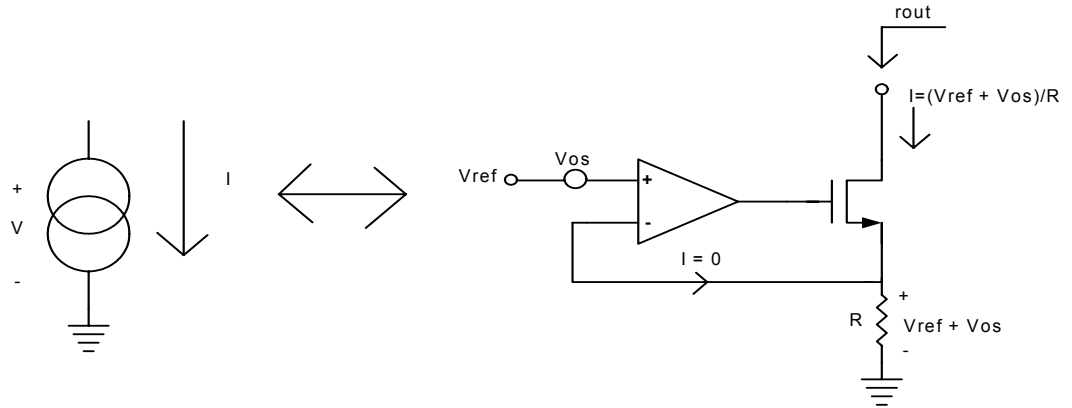 rout
I=(Vref + Vos)/R
+
V
-
I
Vref
Vos
+
-
I = 0
R
+
Vref + Vos
-